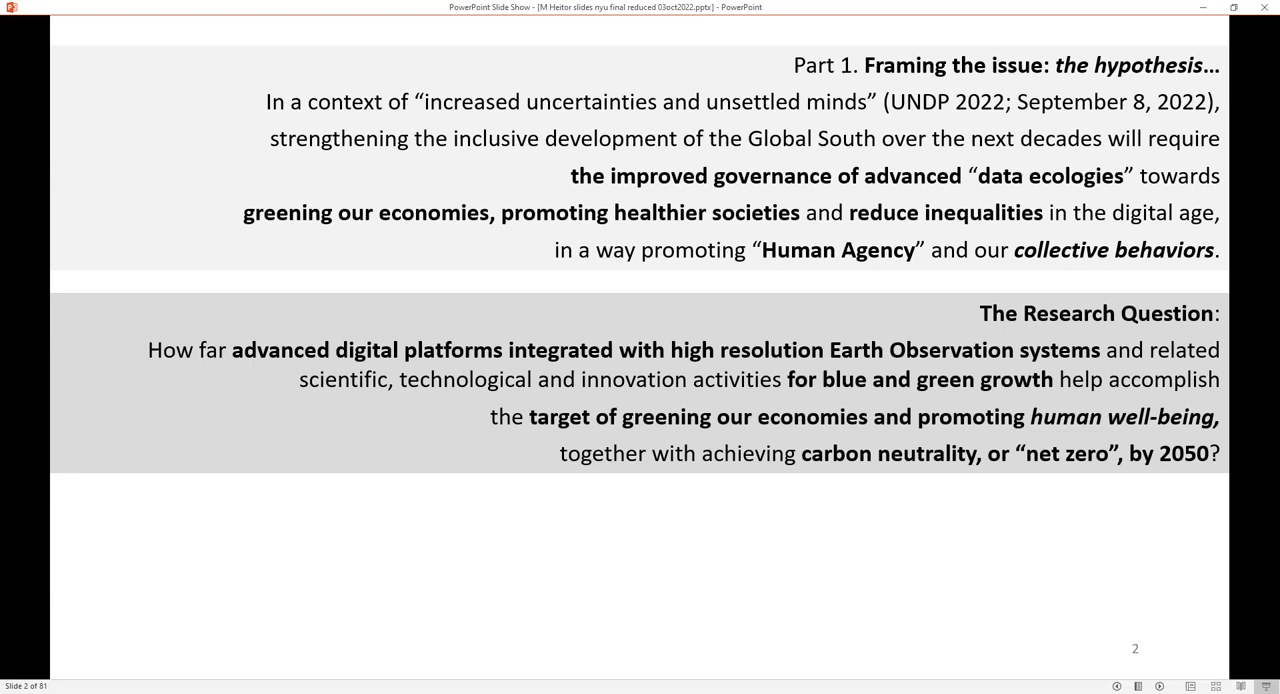 PowerPoint Slide Show - [M Heitor slides nyu final reduced 03oct2022.pptx] - PowerPoint
Part 1. Framing the issue: the hypothesis…
In a context of “increased uncertainties and unsettled minds” (UNDP 2022; September 8, 2022),
strengthening the inclusive development of the Global South over the next decades will require
the improved governance of advanced “data ecologies” towards
greening our economies, promoting healthier societies and reduce inequalities in the digital age,
in a way promoting “Human Agency” and our collective behaviors.
The Research Question:
How far advanced digital platforms integrated with high resolution Earth Observation systems and related
scientific, technological and innovation activities for blue and green growth help accomplish
the target of greening our economies and promoting human well-being,
together with achieving carbon neutrality, or “net zero”, by 2050?
2
Slide 2 of 81